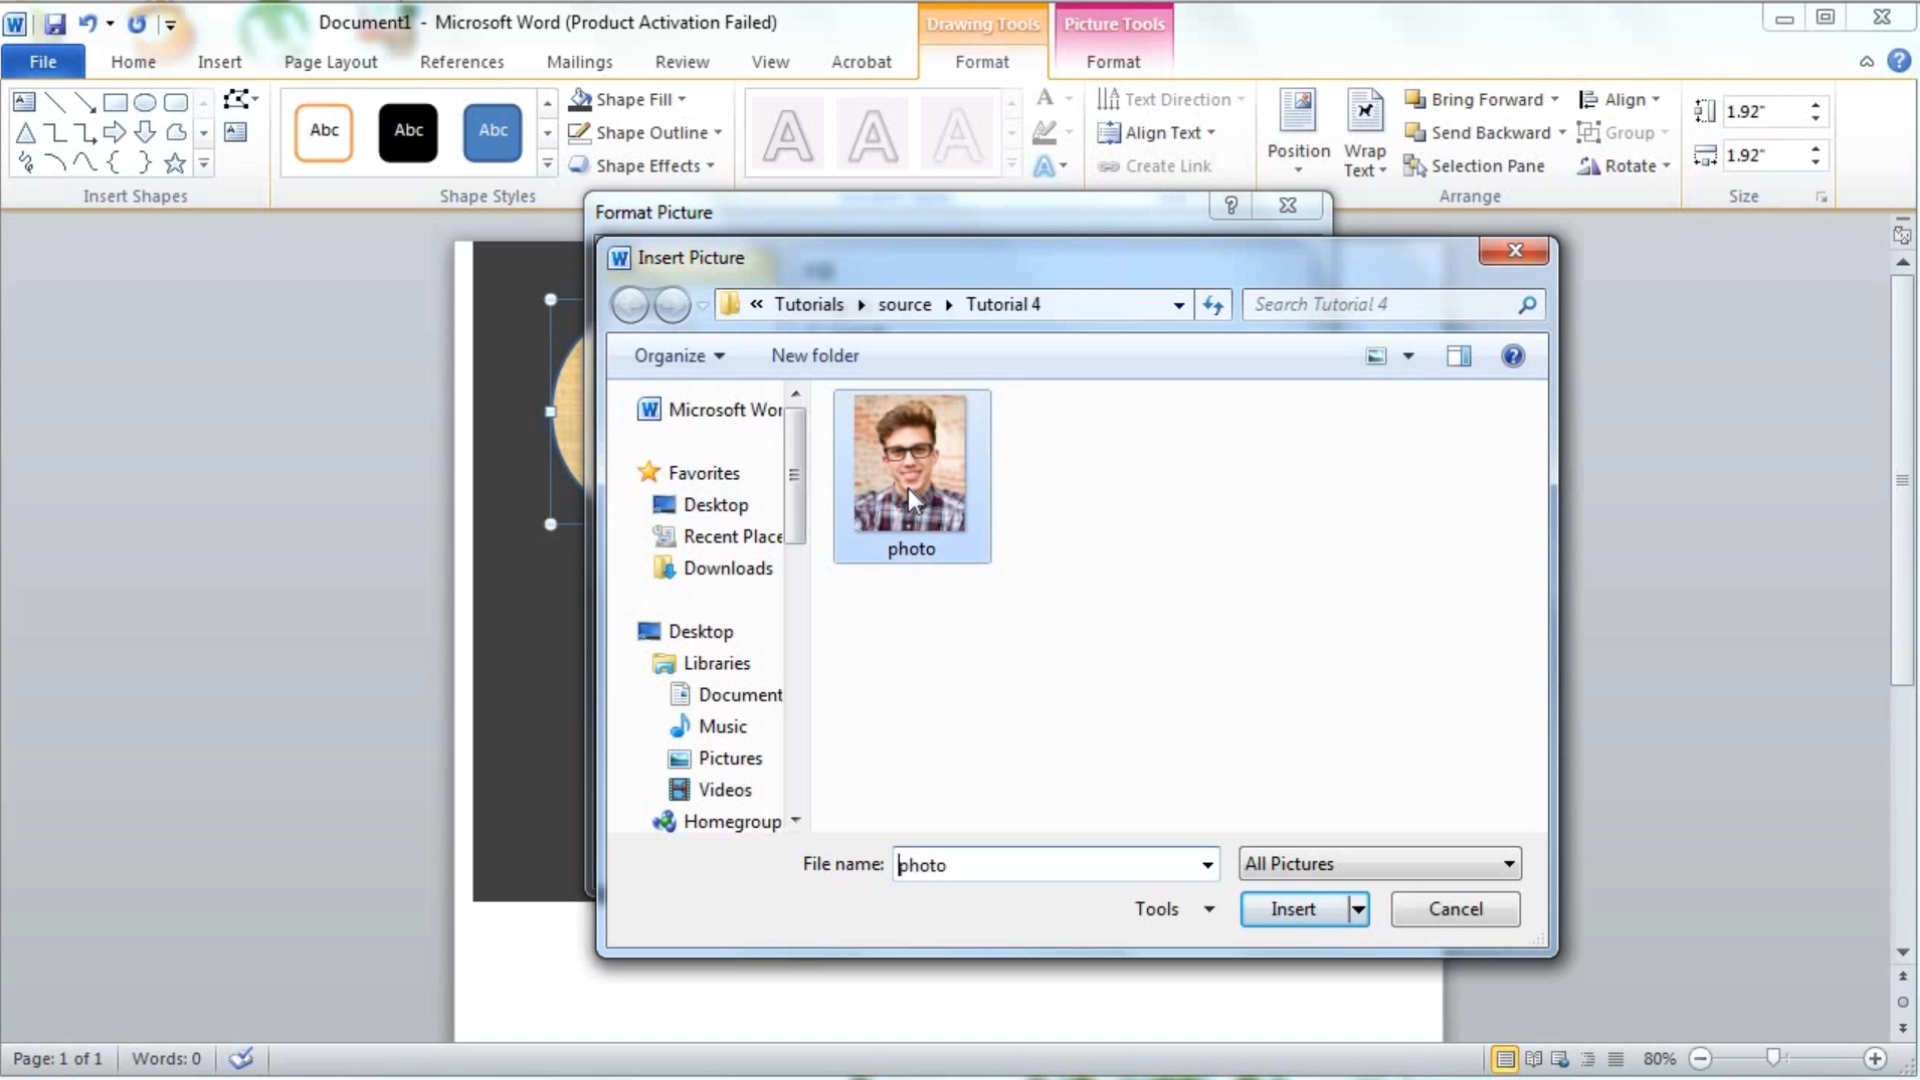 Document1 - Microsoft Word (Product Activation Failed)
Drawing Tools
Picture Tools
File
Home
Insert
Page Layout
References
Mailings
Review
View
Acrobat
Format
Format
Abc
Abc
Abc
Shape Fill
Shape Outline
Shape Effects
A
A
A
Text Direction
Align Text
Create Link
Position
Wrap
Text
Bring Forward
Send Backward
Selection Pane
Align
Group
Rotate
1.92"
1.92"
Insert Shapes
Shape Styles
Arrange
Size
Format Picture
Insert Picture
« Tutorials
source
Tutorial 4
Search Tutorial 4
Organize
New folder
Microsoft Wor
Favorites
Desktop
Recent Place
Downloads
Desktop
Libraries
Document
Music
Pictures
Videos
Homegroup
photo
File name:
photo
All Pictures
Tools
Insert
Cancel
Page: 1 of 1
Words: 0
80%